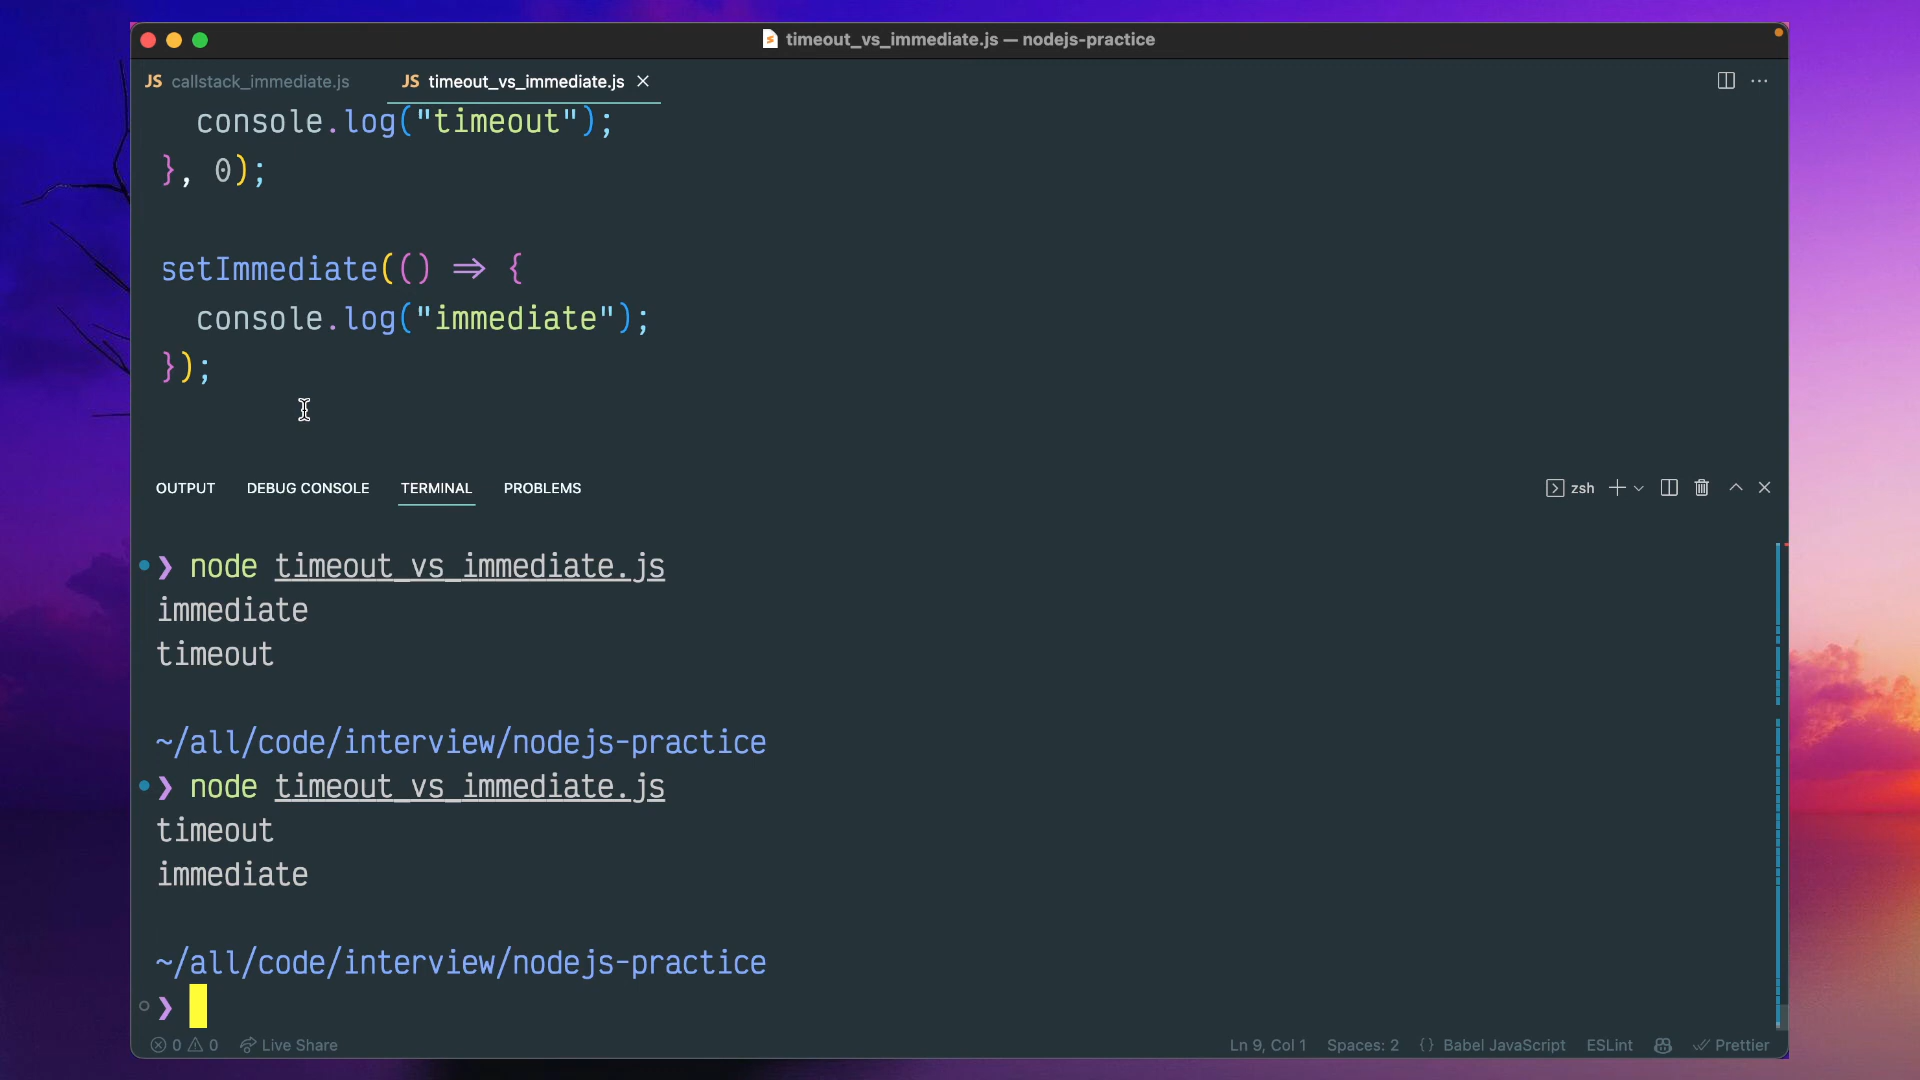 timeout_vs_immediate.js — nodejs-practice
JS callstack_immediate.js JS timeout_vs_immediate.js
console.log("timeout");
}, 0);
setImmediate(() ⇒ {
console.log("immediate");
});
OUTPUT DEBUG CONSOLE TERMINAL PROBLEMS zsh
❯ node timeout_vs_immediate.js
immediate
timeout
~/all/code/interview/nodejs-practice
❯ node timeout_vs_immediate.js
timeout
immediate
~/all/code/interview/nodejs-practice
❯
0 0 Live Share Ln 9, Col 1 Spaces: 2 {} Babel JavaScript ESLint Prettier